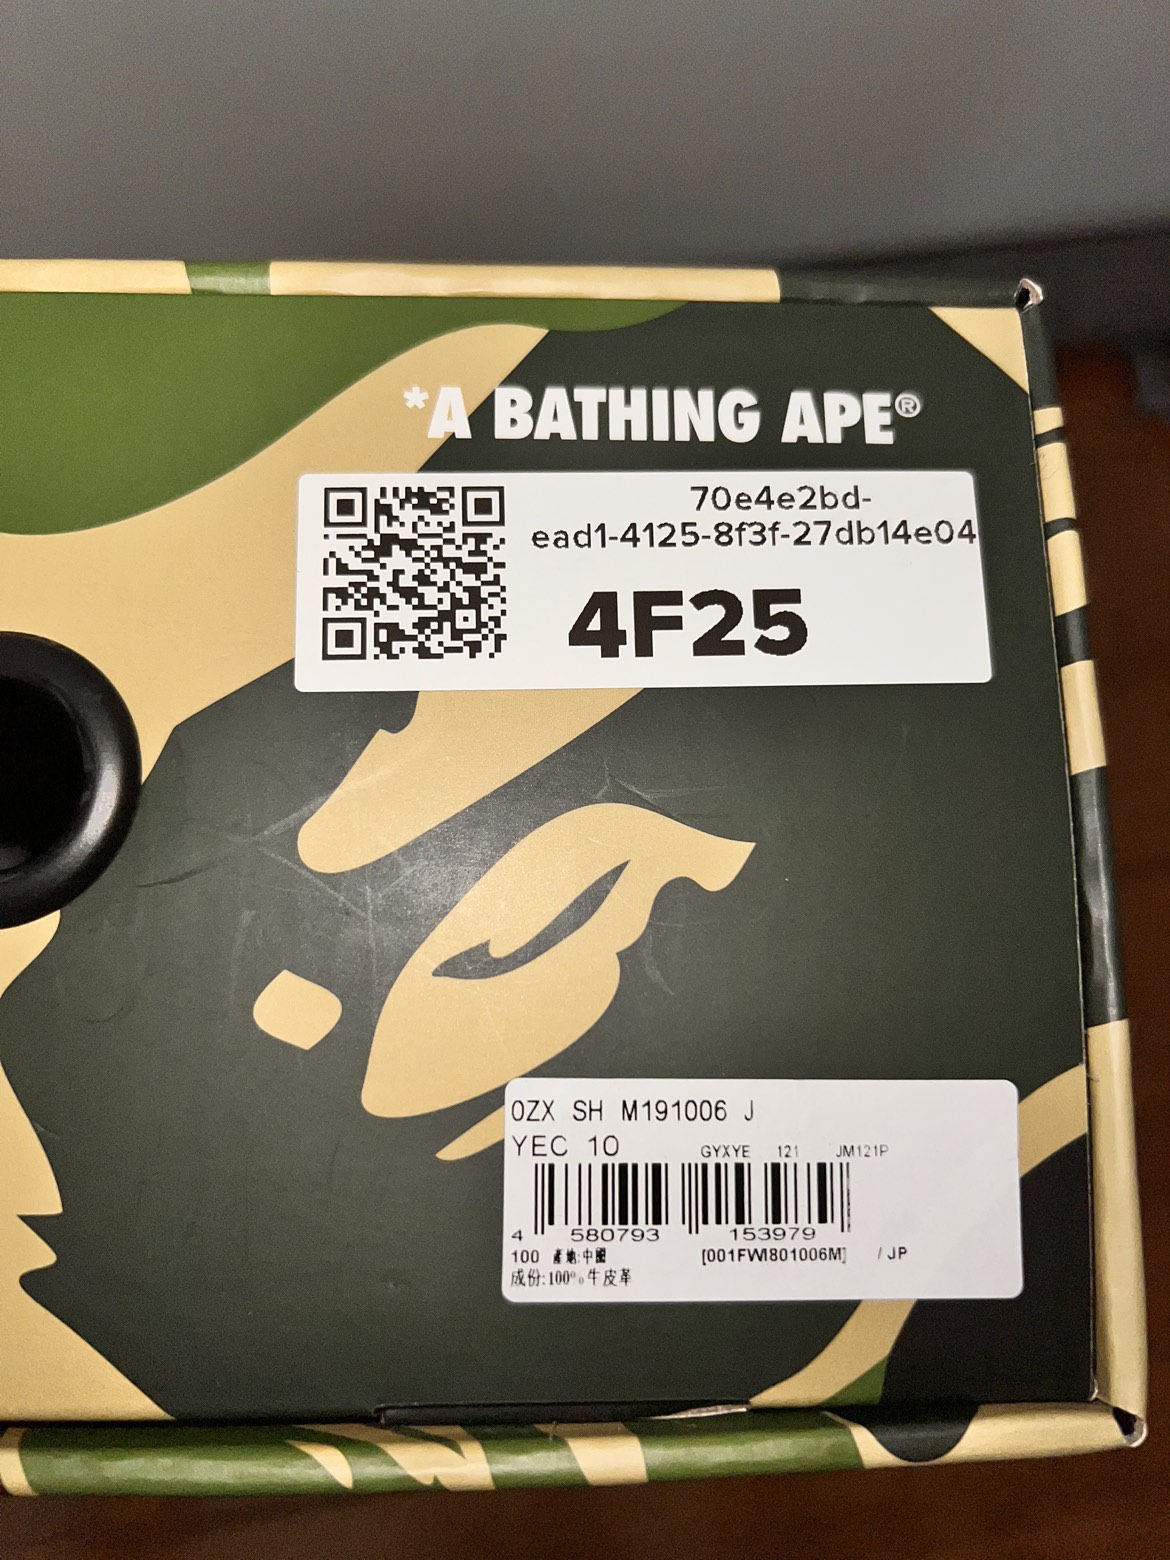 *A BATHING APE®
70e4e2bd-
ead1-4125-8f3f-27db14e04
4F25
0ZX SH M191006 J
YEC 10 GYXYE 121 JM121P
4 580793 153979
100 產地:中國 [001FWI801006M] / JP
成份:100%牛皮革